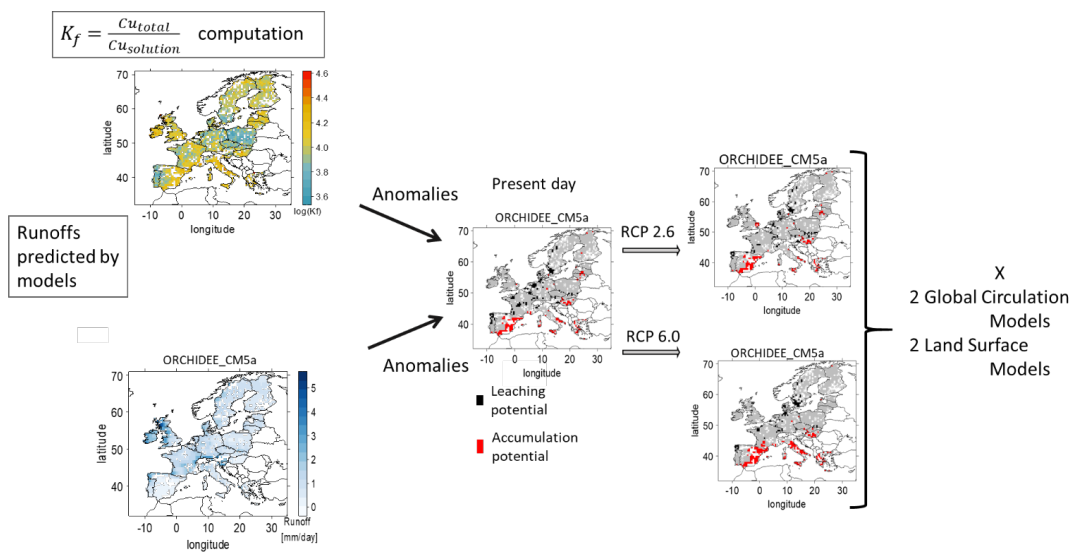 K_f = Cu_total / Cu_solution computation
70
60
50
40
latitude
-10 0 10 20 30
longitude
4.6
4.4
4.2
4.0
3.8
3.6
log(Kf)
Runoffs
predicted by
models
ORCHIDEE_CM5a
70
60
50
40
latitude
-10 0 10 20 30
longitude
5
4
3
2
1
0
Runoff
[mm/day]
Anomalies
Anomalies
Present day
ORCHIDEE_CM5a
70
60
50
40
latitude
-10 0 10 20 30
longitude
Leaching
potential
Accumulation
potential
RCP 2.6
RCP 6.0
ORCHIDEE_CM5a
70
60
50
40
latitude
-10 0 10 20 30
longitude
ORCHIDEE_CM5a
70
60
50
40
latitude
-10 0 10 20 30
longitude
X
2 Global Circulation
Models
2 Land Surface
Models